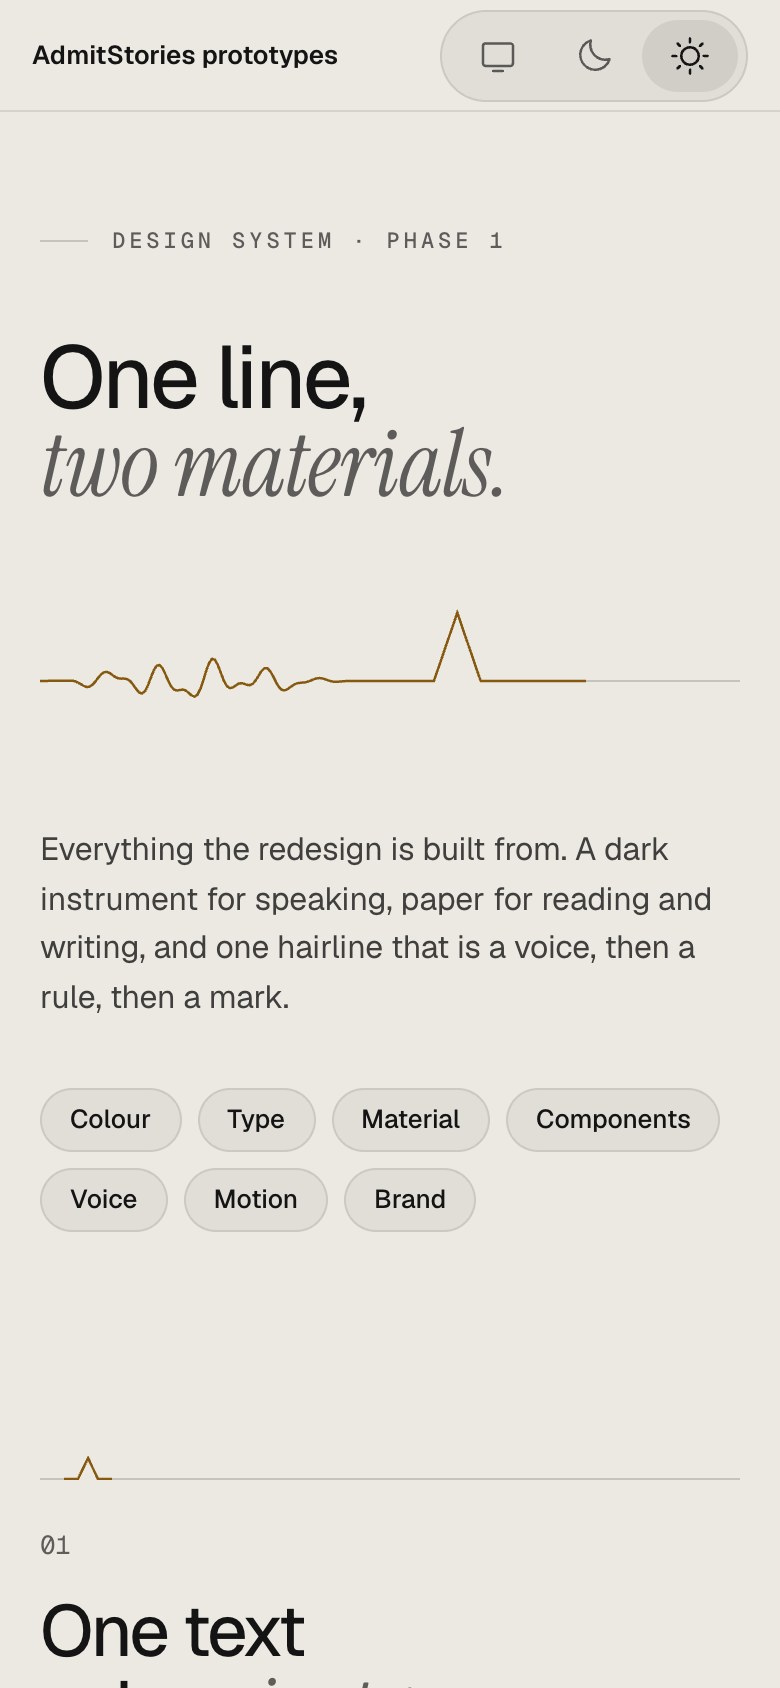 AdmitStories prototypes
DESIGN SYSTEM · PHASE 1
One line,
two materials.
Everything the redesign is built from. A dark
instrument for speaking, paper for reading and
writing, and one hairline that is a voice, then a
rule, then a mark.
Colour Type Material Components
Voice Motion Brand
01
One text